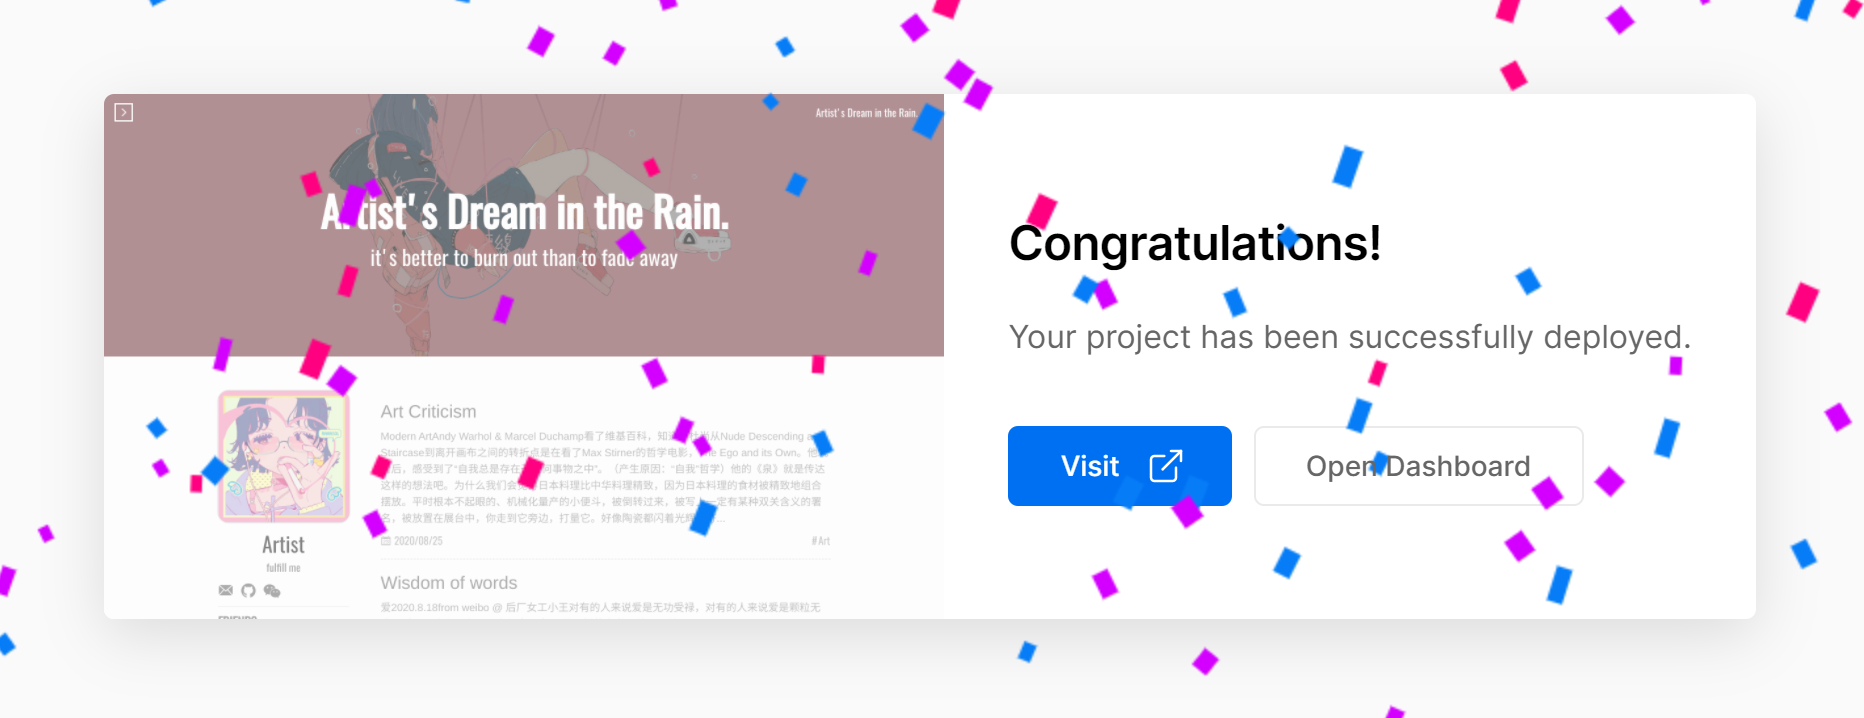 Artist's Dream in the Rain.
Artist's Dream in the Rain.
it's better to burn out than to fade away
Artist
fulfill me
Art Criticism
Modern ArtAndy Warhol & Marcel Duchamp看了维基百科，知道 杜尚从Nude Descending a
Staircase到离开画布之间的转折点是在看了Max Stirner的哲学电影，The Ego and its Own。他
后，感受到了“自我总是存在 问事物之中”。（产生原因：“自我”哲学）他的《泉》就是传达
这样的想法吧。为什么我们会 日本料理比中华料理精致，因为日本料理的食材被精致地组合
摆放。平时根本不起眼的、机械化量产的小便斗，被倒转过来，被写上一定有某种双关含义的署
名，被放置在展台中，你走到它旁边，打量它。好像陶瓷都闪着光辉...
2020/08/25
#Art
Wisdom of words
爱2020.8.18from weibo @ 后厂女工小王对有的人来说爱是无功受禄，对有的人来说爱是颗粒无
Congratulations!
Your project has been successfully deployed.
Visit
Open Dashboard